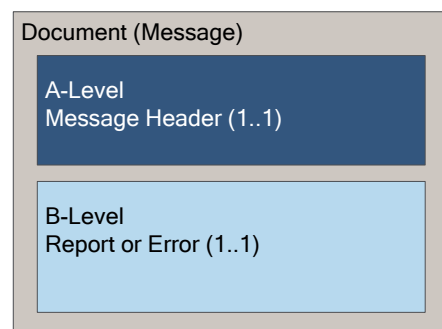 Document (Message)
A-Level
Message Header (1..1)
B-Level
Report or Error (1..1)